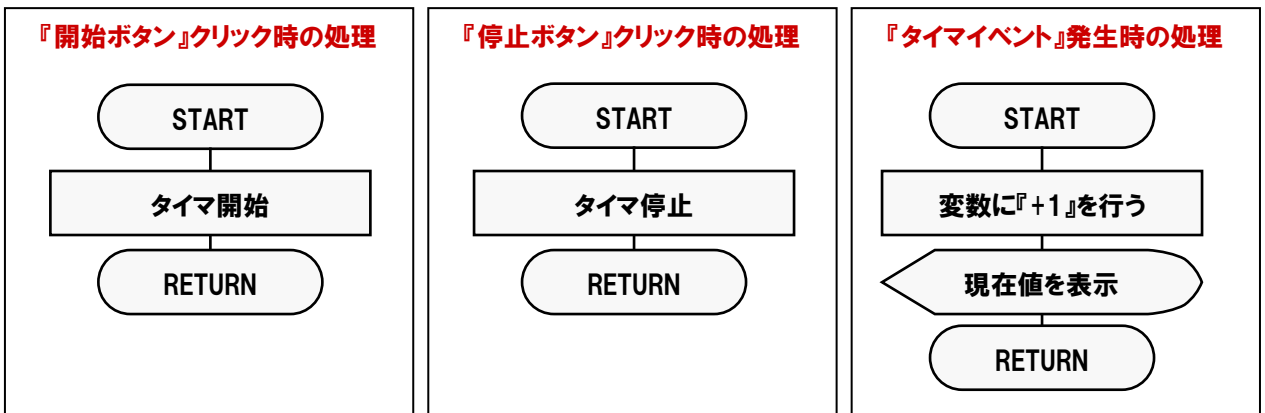 『開始ボタン』クリック時の処理
START
タイマ開始
RETURN
『停止ボタン』クリック時の処理
START
タイマ停止
RETURN
『タイマイベント』発生時の処理
START
変数に『+1』を行う
現在値を表示
RETURN